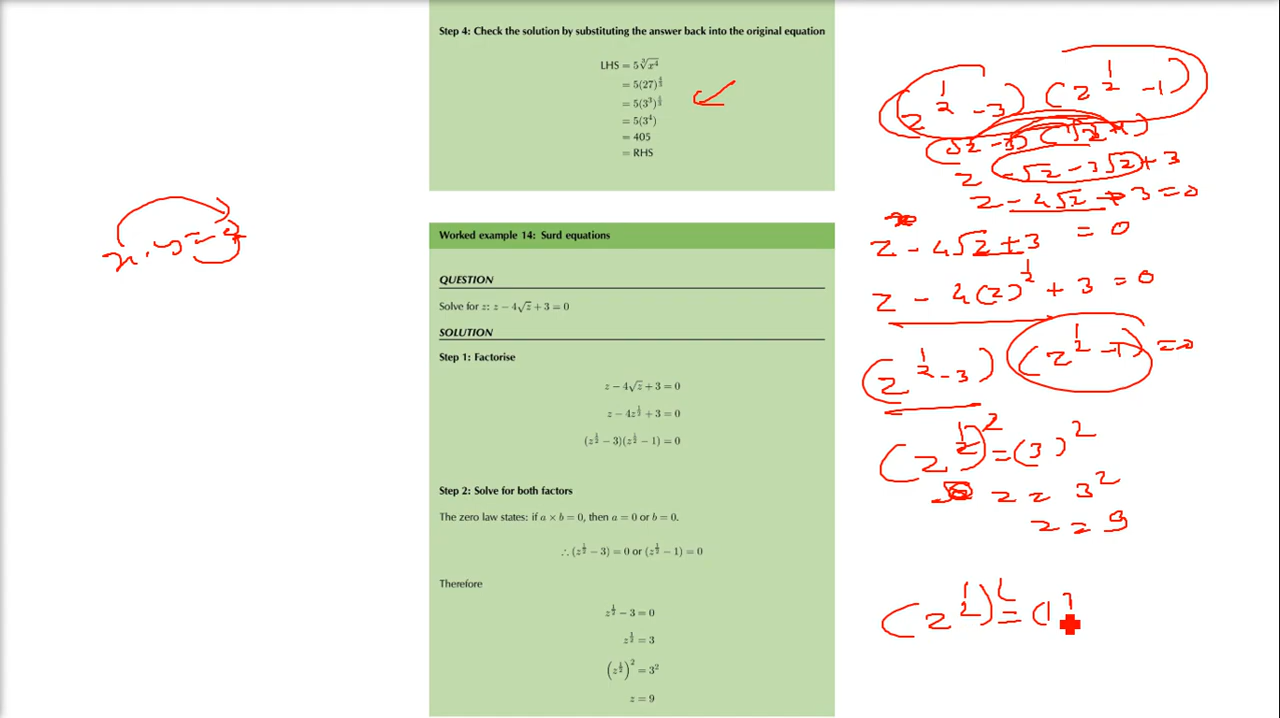 Step 4: Check the solution by substituting the answer back into the original equation
LHS = 5∛x⁴
= 5(27)^{4/3}
= 5(3³)^{4/3}
= 5(3⁴)
= 405
= RHS
Worked example 14: Surd equations
QUESTION
Solve for z: z − 4√z + 3 = 0
SOLUTION
Step 1: Factorise
z − 4√z + 3 = 0
z − 4z^{1/2} + 3 = 0
(z^{1/2} − 3)(z^{1/2} − 1) = 0
Step 2: Solve for both factors
The zero law states: if a × b = 0, then a = 0 or b = 0.
∴ (z^{1/2} − 3) = 0 or (z^{1/2} − 1) = 0
Therefore
z^{1/2} − 3 = 0
z^{1/2} = 3
(z^{1/2})² = 3²
z = 9
(z^{1/2} − 3) (z^{1/2} − 1)
(√z − 3) (√z − 1)
z − √z − 3√z + 3
z − 4√z + 3 = 0
z − 4√z + 3 = 0
z − 4(z)^{1/2} + 3 = 0
(z^{1/2} − 3) (z^{1/2} − 1) = 0
(z^{1/2})² = (3)²
z = 3²
z = 9
(z^{1/2})² = (1)